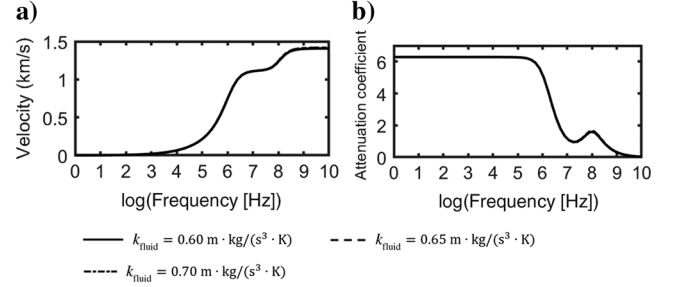 a)
b)
Velocity (km/s)
1.5
1
0.5
0
0 1 2 3 4 5 6 7 8 9 10
log(Frequency [Hz])
Attenuation coefficient
6
4
2
0
0 1 2 3 4 5 6 7 8 9 10
log(Frequency [Hz])
k_fluid = 0.60 m · kg/(s³ · K)
k_fluid = 0.65 m · kg/(s³ · K)
k_fluid = 0.70 m · kg/(s³ · K)